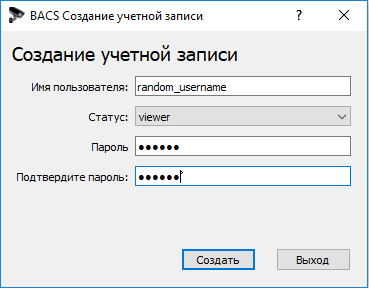 BACS Создание учетной записи
Создание учетной записи
Имя пользователя: random_username
Статус: viewer
Пароль ●●●●●●
Подтвердите пароль: ●●●●●●
Создать Выход